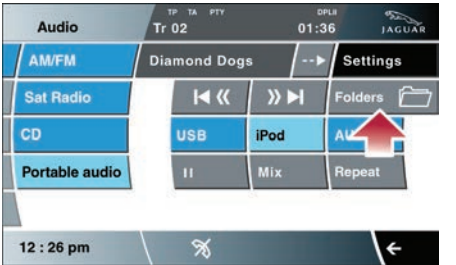 Audio TP TA PTY Tr 02 DPLII 01:36 JAGUAR
AM/FM Diamond Dogs Settings
Sat Radio Folders
CD USB iPod
Portable audio Mix Repeat
12 : 26 pm